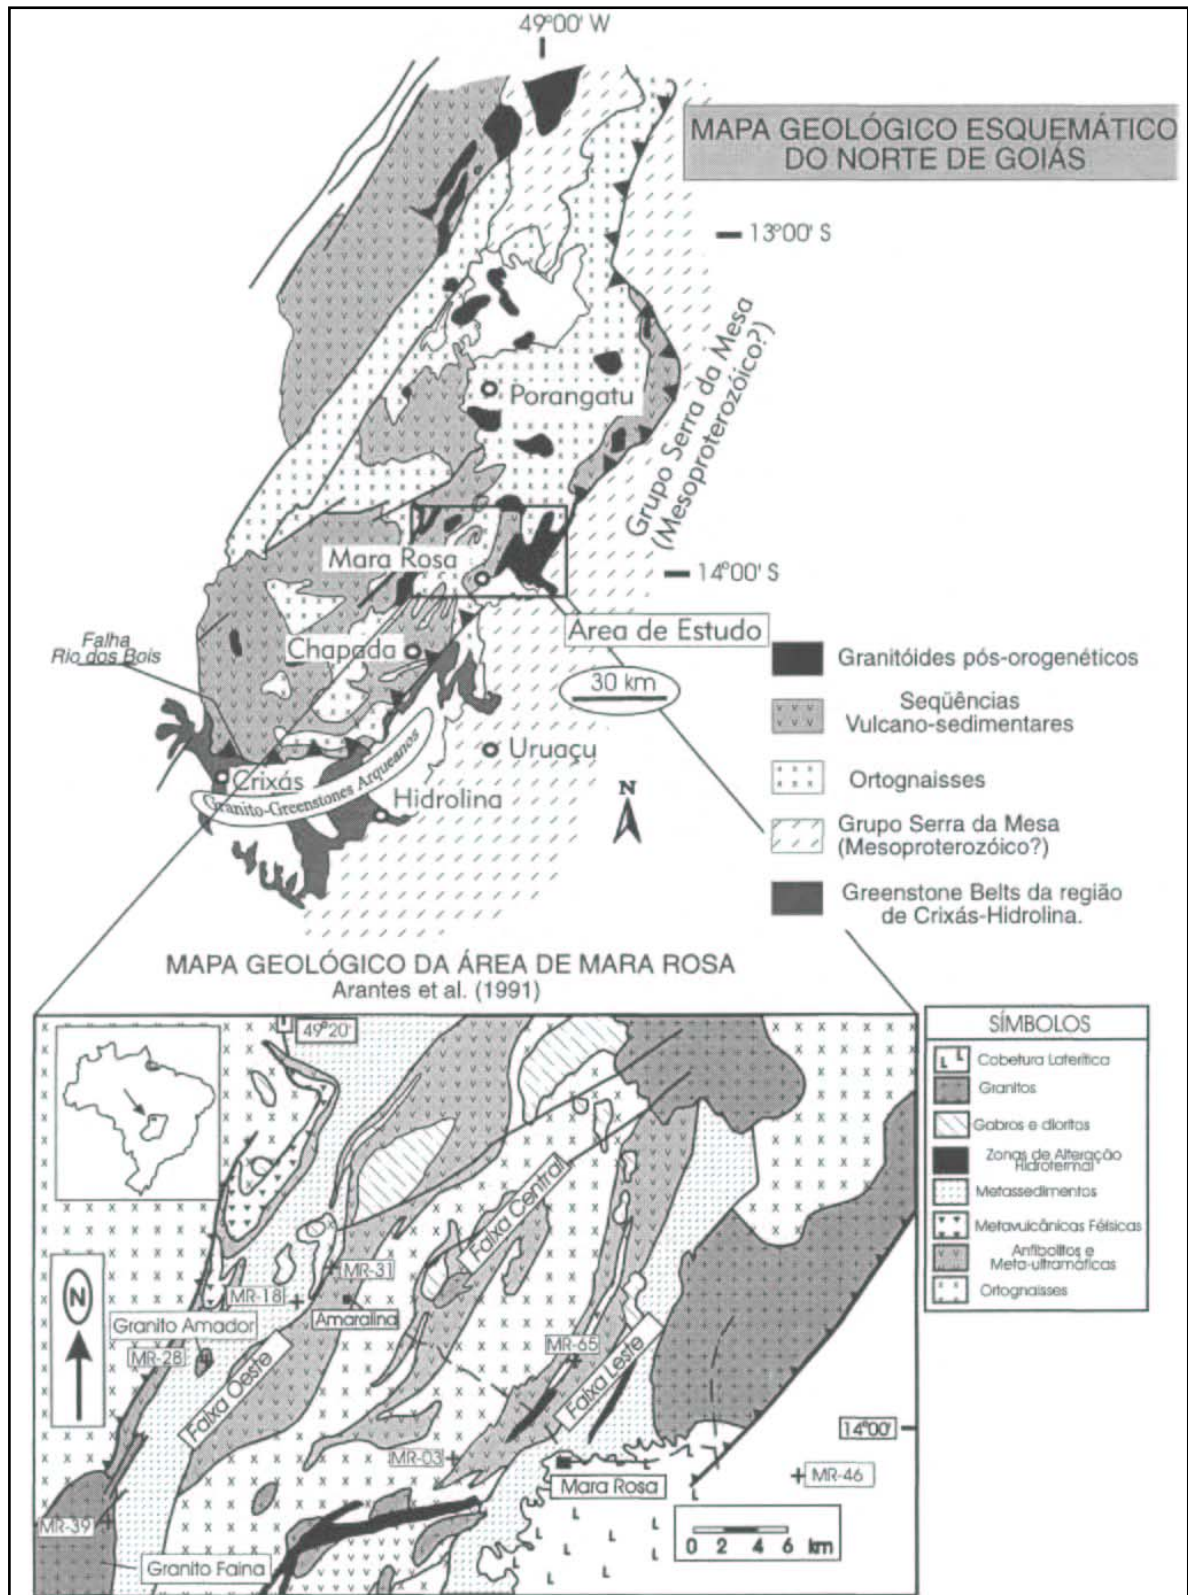 49°00' W
MAPA GEOLÓGICO ESQUEMÁTICO
DO NORTE DE GOIÁS
13°00' S
Grupo Serra da Mesa
(Mesoproterozóico?)
Porangatu
Mara Rosa
14°00' S
Área de Estudo
Falha
Rio dos Bois
Chapada
30 km
Uruaçu
N
Crixás
Granito-Greenstones Arqueanos
Hidrolina
Granitóides pós-orogenéticos
Seqüências
Vulcano-sedimentares
Ortognaisses
Grupo Serra da Mesa
(Mesoproterozóico?)
Greenstone Belts da região
de Crixás-Hidrolina.
MAPA GEOLÓGICO DA ÁREA DE MARA ROSA
Arantes et al. (1991)
49°20'
Faixa Central
MR-31
MR-18
Amaralina
N
Granito Amador
MR-28
Faixa Oeste
MR-65
Faixa Leste
14°00'
MR-03
Mara Rosa
MR-46
MR-39
Granito Faina
0 2 4 6 km
SÍMBOLOS
Cobetura Laterítica
Granitos
Gabros e dioritos
Zonas de Alteração
Hidrotermal
Metassedimentos
Metavulcânicas Félsicas
Anfibolitos e
Meta-ultramáficas
Ortognaisses